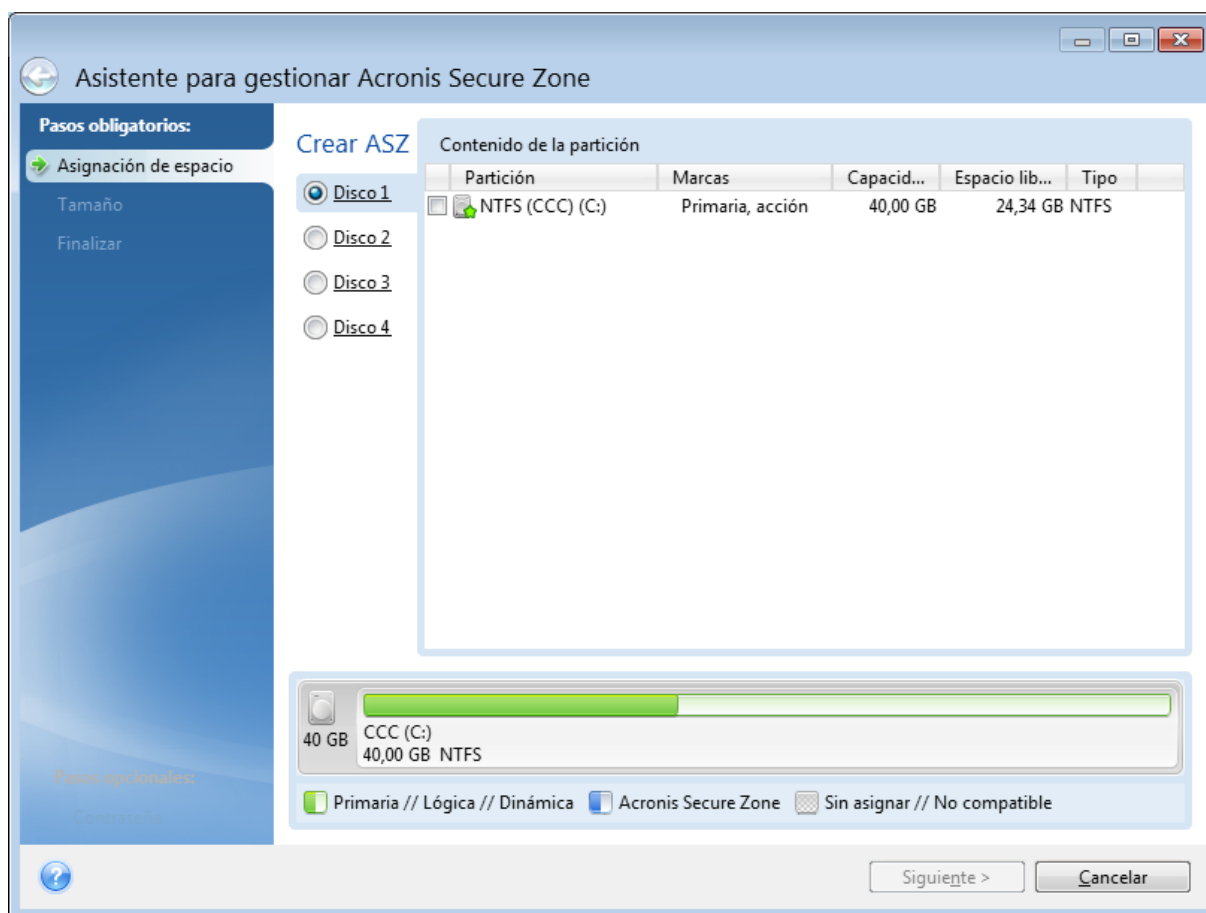 Asistente para gestionar Acronis Secure Zone
Pasos obligatorios:
Asignación de espacio
Tamaño
Finalizar
Pasos opcionales:
Contraseña
Crear ASZ
Disco 1
Disco 2
Disco 3
Disco 4
Contenido de la partición
Partición Marcas Capacid... Espacio lib... Tipo
NTFS (CCC) (C:) Primaria, acción 40,00 GB 24,34 GB NTFS
40 GB
CCC (C:)
40,00 GB NTFS
Primaria // Lógica // Dinámica Acronis Secure Zone Sin asignar // No compatible
? Siguiente > Cancelar